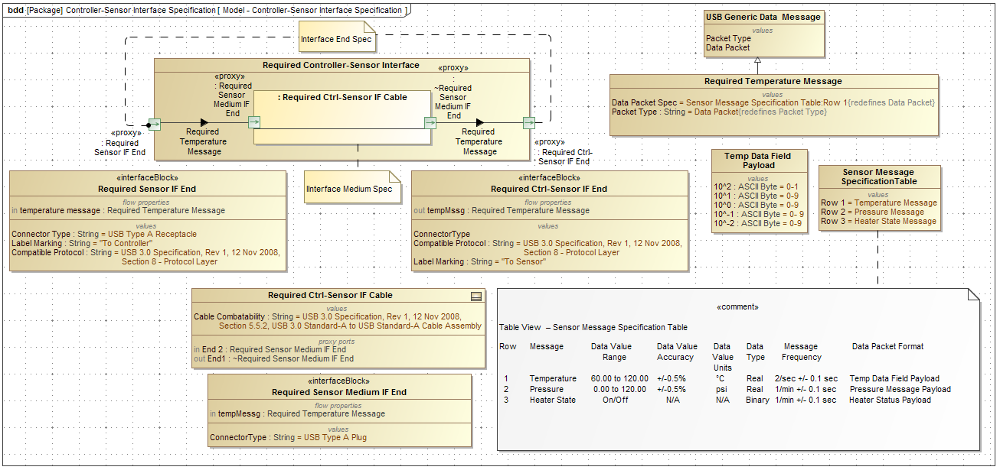 bdd [Package] Controller-Sensor Interface Specification [ Model - Controller-Sensor Interface Specification ]
Interface End Spec
Required Controller-Sensor Interface
«proxy»
: Required
Sensor
Medium IF
End
: Required Ctrl-Sensor IF Cable
«proxy»
:
~Required
Sensor
Medium IF
End
Required
Temperature
Message
Required
Temperature
Message
«proxy»
: Required
Sensor IF End
«proxy»
: Required Ctrl-
Sensor IF End
IInterface Medium Spec
USB Generic Data Message
values
Packet Type
Data Packet
Required Temperature Message
values
Data Packet Spec = Sensor Message Specification Table:Row 1{redefines Data Packet}
Packet Type : String = Data Packet{redefines Packet Type}
«interfaceBlock»
Required Sensor IF End
flow properties
in temperature message : Required Temperature Message
values
Connector Type : String = USB Type A Receptacle
Label Marking : String = "To Controller"
Compatible Protocol : String = USB 3.0 Specification, Rev 1, 12 Nov 2008,
Section 8 - Protocol Layer
«interfaceBlock»
Required Ctrl-Sensor IF End
flow properties
out tempMssg : Required Temperature Message
values
ConnectorType
Compatible Protocol : String = USB 3.0 Specification, Rev 1, 12 Nov 2008,
Section 8 - Protocol Layer
Label Marking : String = "To Sensor"
Temp Data Field
Payload
values
10^2 : ASCII Byte = 0-1
10^1 : ASCII Byte = 0-9
10^0 : ASCII Byte = 0-9
10^-1 : ASCII Byte = 0- 9
10^-2 : ASCII Byte = 0-9
Sensor Message
SpecificationTable
values
Row 1 = Temperature Message
Row 2 = Pressure Message
Row 3 = Heater State Message
Required Ctrl-Sensor IF Cable
values
Cable Combatability : String = USB 3.0 Specification, Rev 1, 12 Nov 2008,
Section 5.5.2, USB 3.0 Standard-A to USB Standard-A Cable Assembly
proxy ports
in End 2 : Required Sensor Medium IF End
out End1 : ~Required Sensor Medium IF End
«interfaceBlock»
Required Sensor Medium IF End
flow properties
in tempMessg : Required Temperature Message
values
ConnectorType : String = USB Type A Plug
«comment»
Table View – Sensor Message Specification Table
Row Message Data Value Data Value Data Data Message Data Packet Format
Range Accuracy Value Type Frequency
Units
1 Temperature 60.00 to 120.00 +/-0.5% °C Real 2/sec +/- 0.1 sec Temp Data Field Payload
2 Pressure 0.00 to 120.00 +/-0.5% psi Real 1/min +/- 0.1 sec Pressure Message Payload
3 Heater State On/Off N/A N/A Binary 1/min +/- 0.1 sec Heater Status Payload